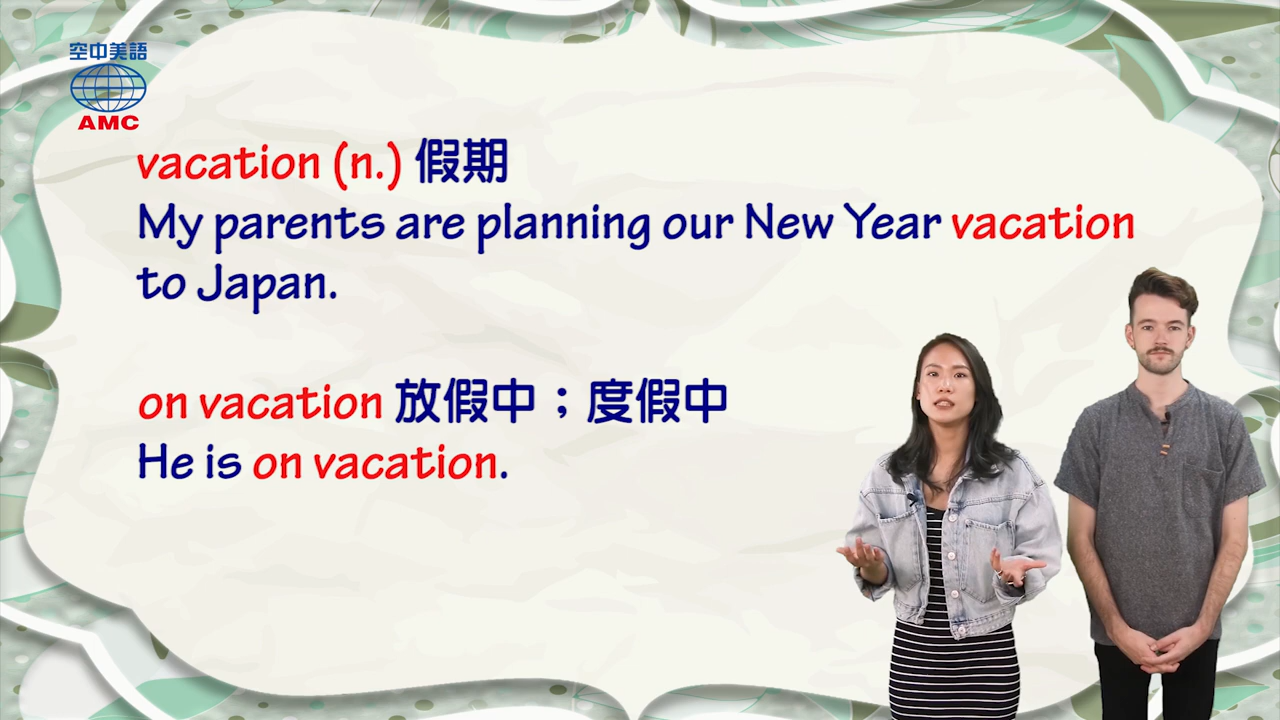 空中美語
AMC
vacation (n.) 假期
My parents are planning our New Year vacation
to Japan.
on vacation 放假中；度假中
He is on vacation.